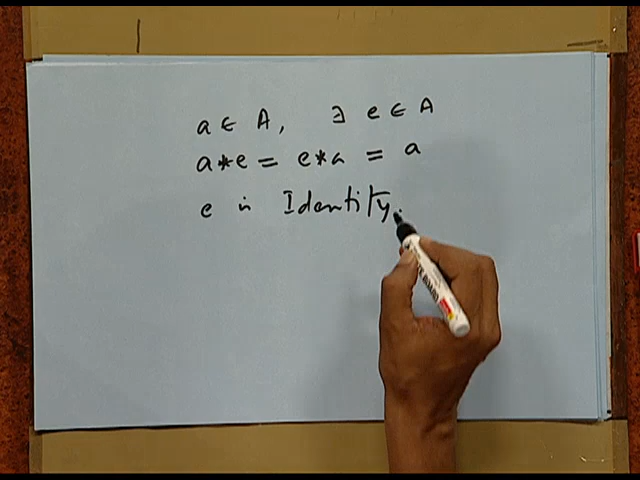 a ∈ A, ∃ e ∈ A
a*e = e*a = a
e is Identity.